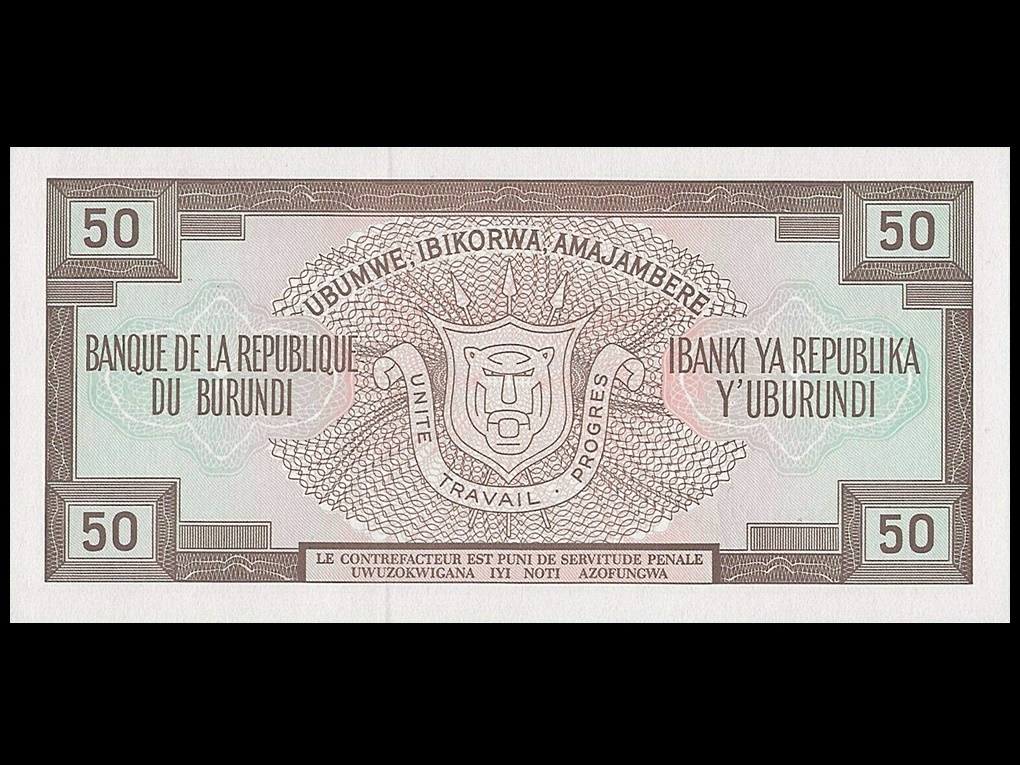 50
50
UBUMWE, IBIKORWA, AMAJAMBERE
BANQUE DE LA REPUBLIQUE
DU BURUNDI
IBANKI YA REPUBLIKA
Y'UBURUNDI
UNITE
TRAVAIL · PROGRES
50
50
LE CONTREFACTEUR EST PUNI DE SERVITUDE PENALE
UWUZOKWIGANA IYI NOTI AZOFUNGWA